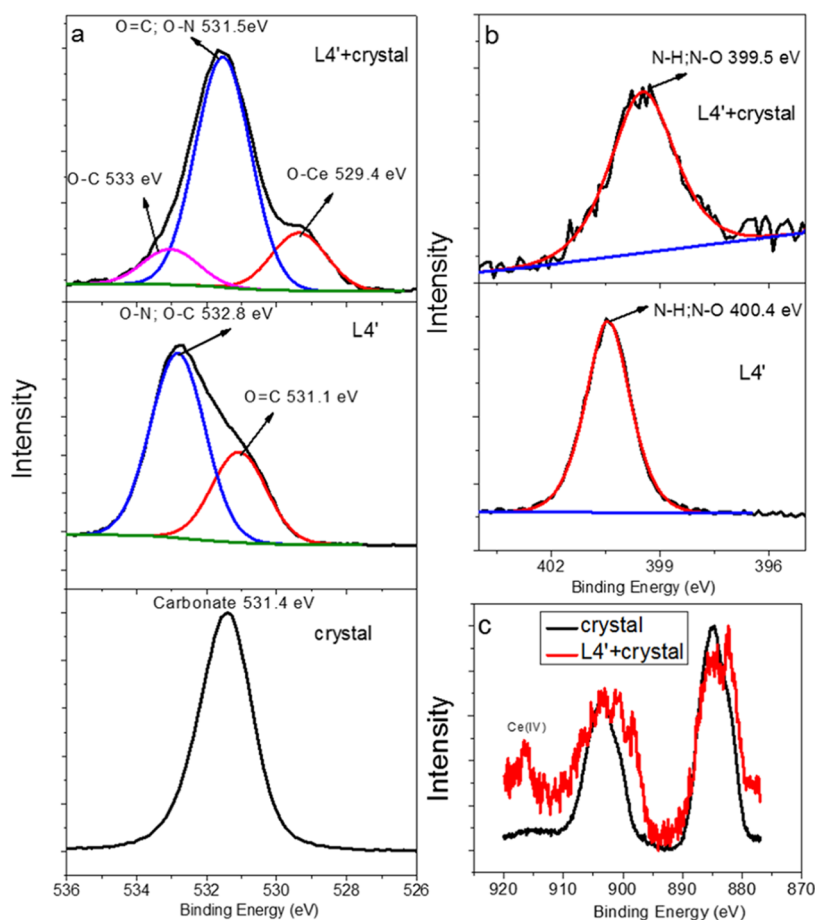 a
O=C; O-N 531.5eV
L4'+crystal
O-C 533 eV
O-Ce 529.4 eV
O-N; O-C 532.8 eV
L4'
O=C 531.1 eV
Carbonate 531.4 eV
crystal
Intensity
536 534 532 530 528 526
Binding Energy (eV)
b
N-H;N-O 399.5 eV
L4'+crystal
N-H;N-O 400.4 eV
L4'
Intensity
402 399 396
Binding Energy (eV)
c
crystal
L4'+crystal
Ce(IV)
Intensity
920 910 900 890 880 870
Binding Energy (eV)